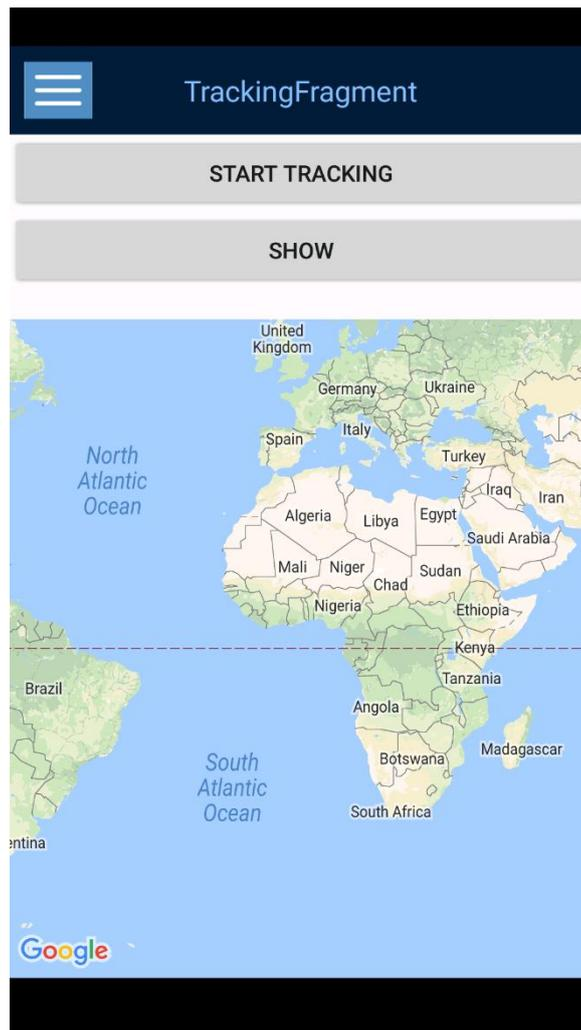 TrackingFragment
START TRACKING
SHOW
United
Kingdom
Germany
Ukraine
Spain
Italy
Turkey
North
Atlantic
Ocean
Iraq
Iran
Algeria
Libya
Egypt
Saudi Arabia
Mali
Niger
Chad
Sudan
Nigeria
Ethiopia
Kenya
Brazil
Tanzania
Angola
Botswana
Madagascar
South
Atlantic
Ocean
South Africa
entina
Google